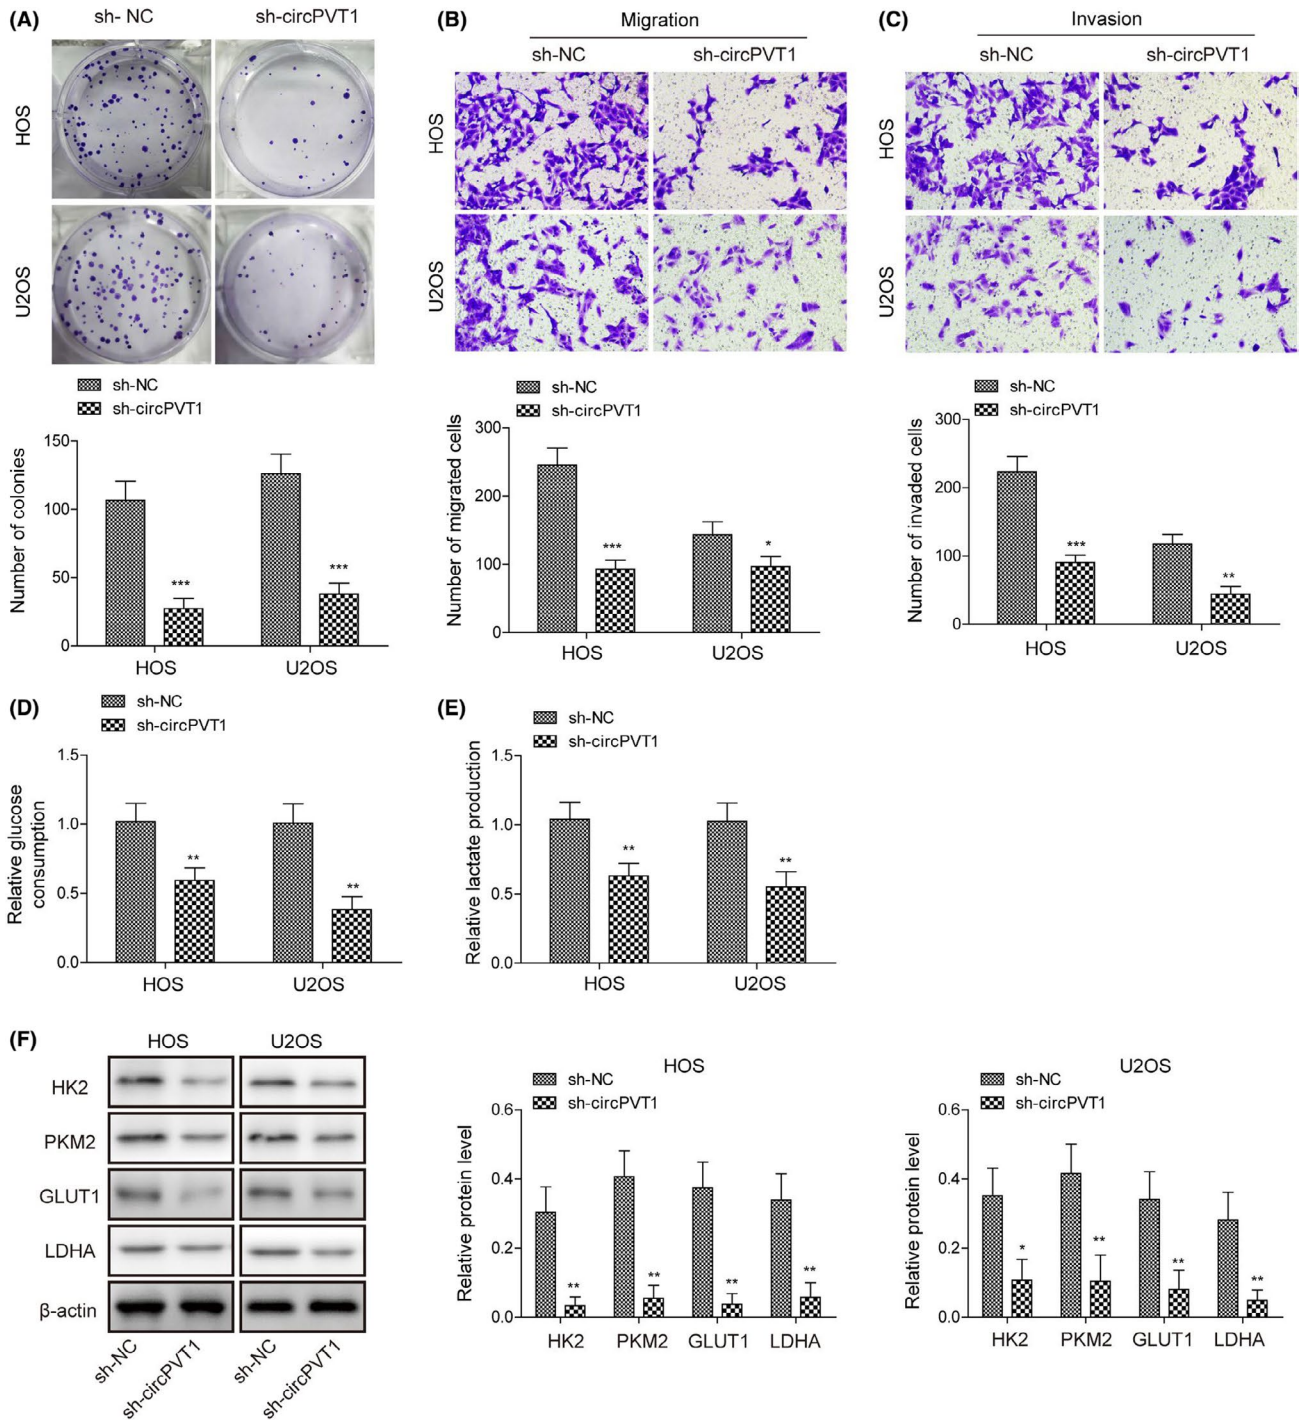 (A)
sh- NC sh-circPVT1
HOS
U2OS
sh-NC
sh-circPVT1
Number of colonies
150
100
50
0
***
***
HOS U2OS
(B)
Migration
sh-NC sh-circPVT1
HOS
U2OS
sh-NC
sh-circPVT1
Number of migrated cells
300
200
100
0
***
*
HOS U2OS
(C)
Invasion
sh-NC sh-circPVT1
HOS
U2OS
sh-NC
sh-circPVT1
Number of invaded cells
300
200
100
0
***
**
HOS U2OS
(D)
sh-NC
sh-circPVT1
Relative glucose
consumption
1.5
1.0
0.5
0.0
**
**
HOS U2OS
(E)
sh-NC
sh-circPVT1
Relative lactate production
1.5
1.0
0.5
0.0
**
**
HOS U2OS
(F)
HOS U2OS
HK2
PKM2
GLUT1
LDHA
β-actin
sh-NC
sh-circPVT1
sh-NC
sh-circPVT1
HOS
sh-NC
sh-circPVT1
Relative protein level
0.6
0.4
0.2
0.0
** ** ** **
HK2 PKM2 GLUT1 LDHA
U2OS
sh-NC
sh-circPVT1
Relative protein level
0.6
0.4
0.2
0.0
* ** ** **
HK2 PKM2 GLUT1 LDHA